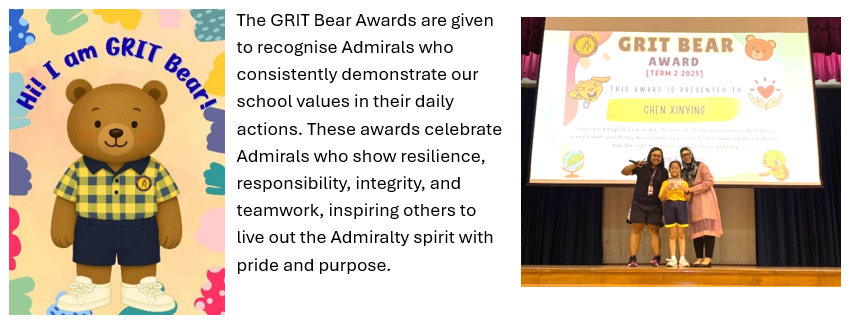 Hi! I am GRIT Bear!
The GRIT Bear Awards are given
to recognise Admirals who
consistently demonstrate our
school values in their daily
actions. These awards celebrate
Admirals who show resilience,
responsibility, integrity, and
teamwork, inspiring others to
live out the Admiralty spirit with
pride and purpose.
GRIT BEAR
AWARD
[TERM 2 2025]
THIS AWARD IS PRESENTED TO
CHEN XINYING